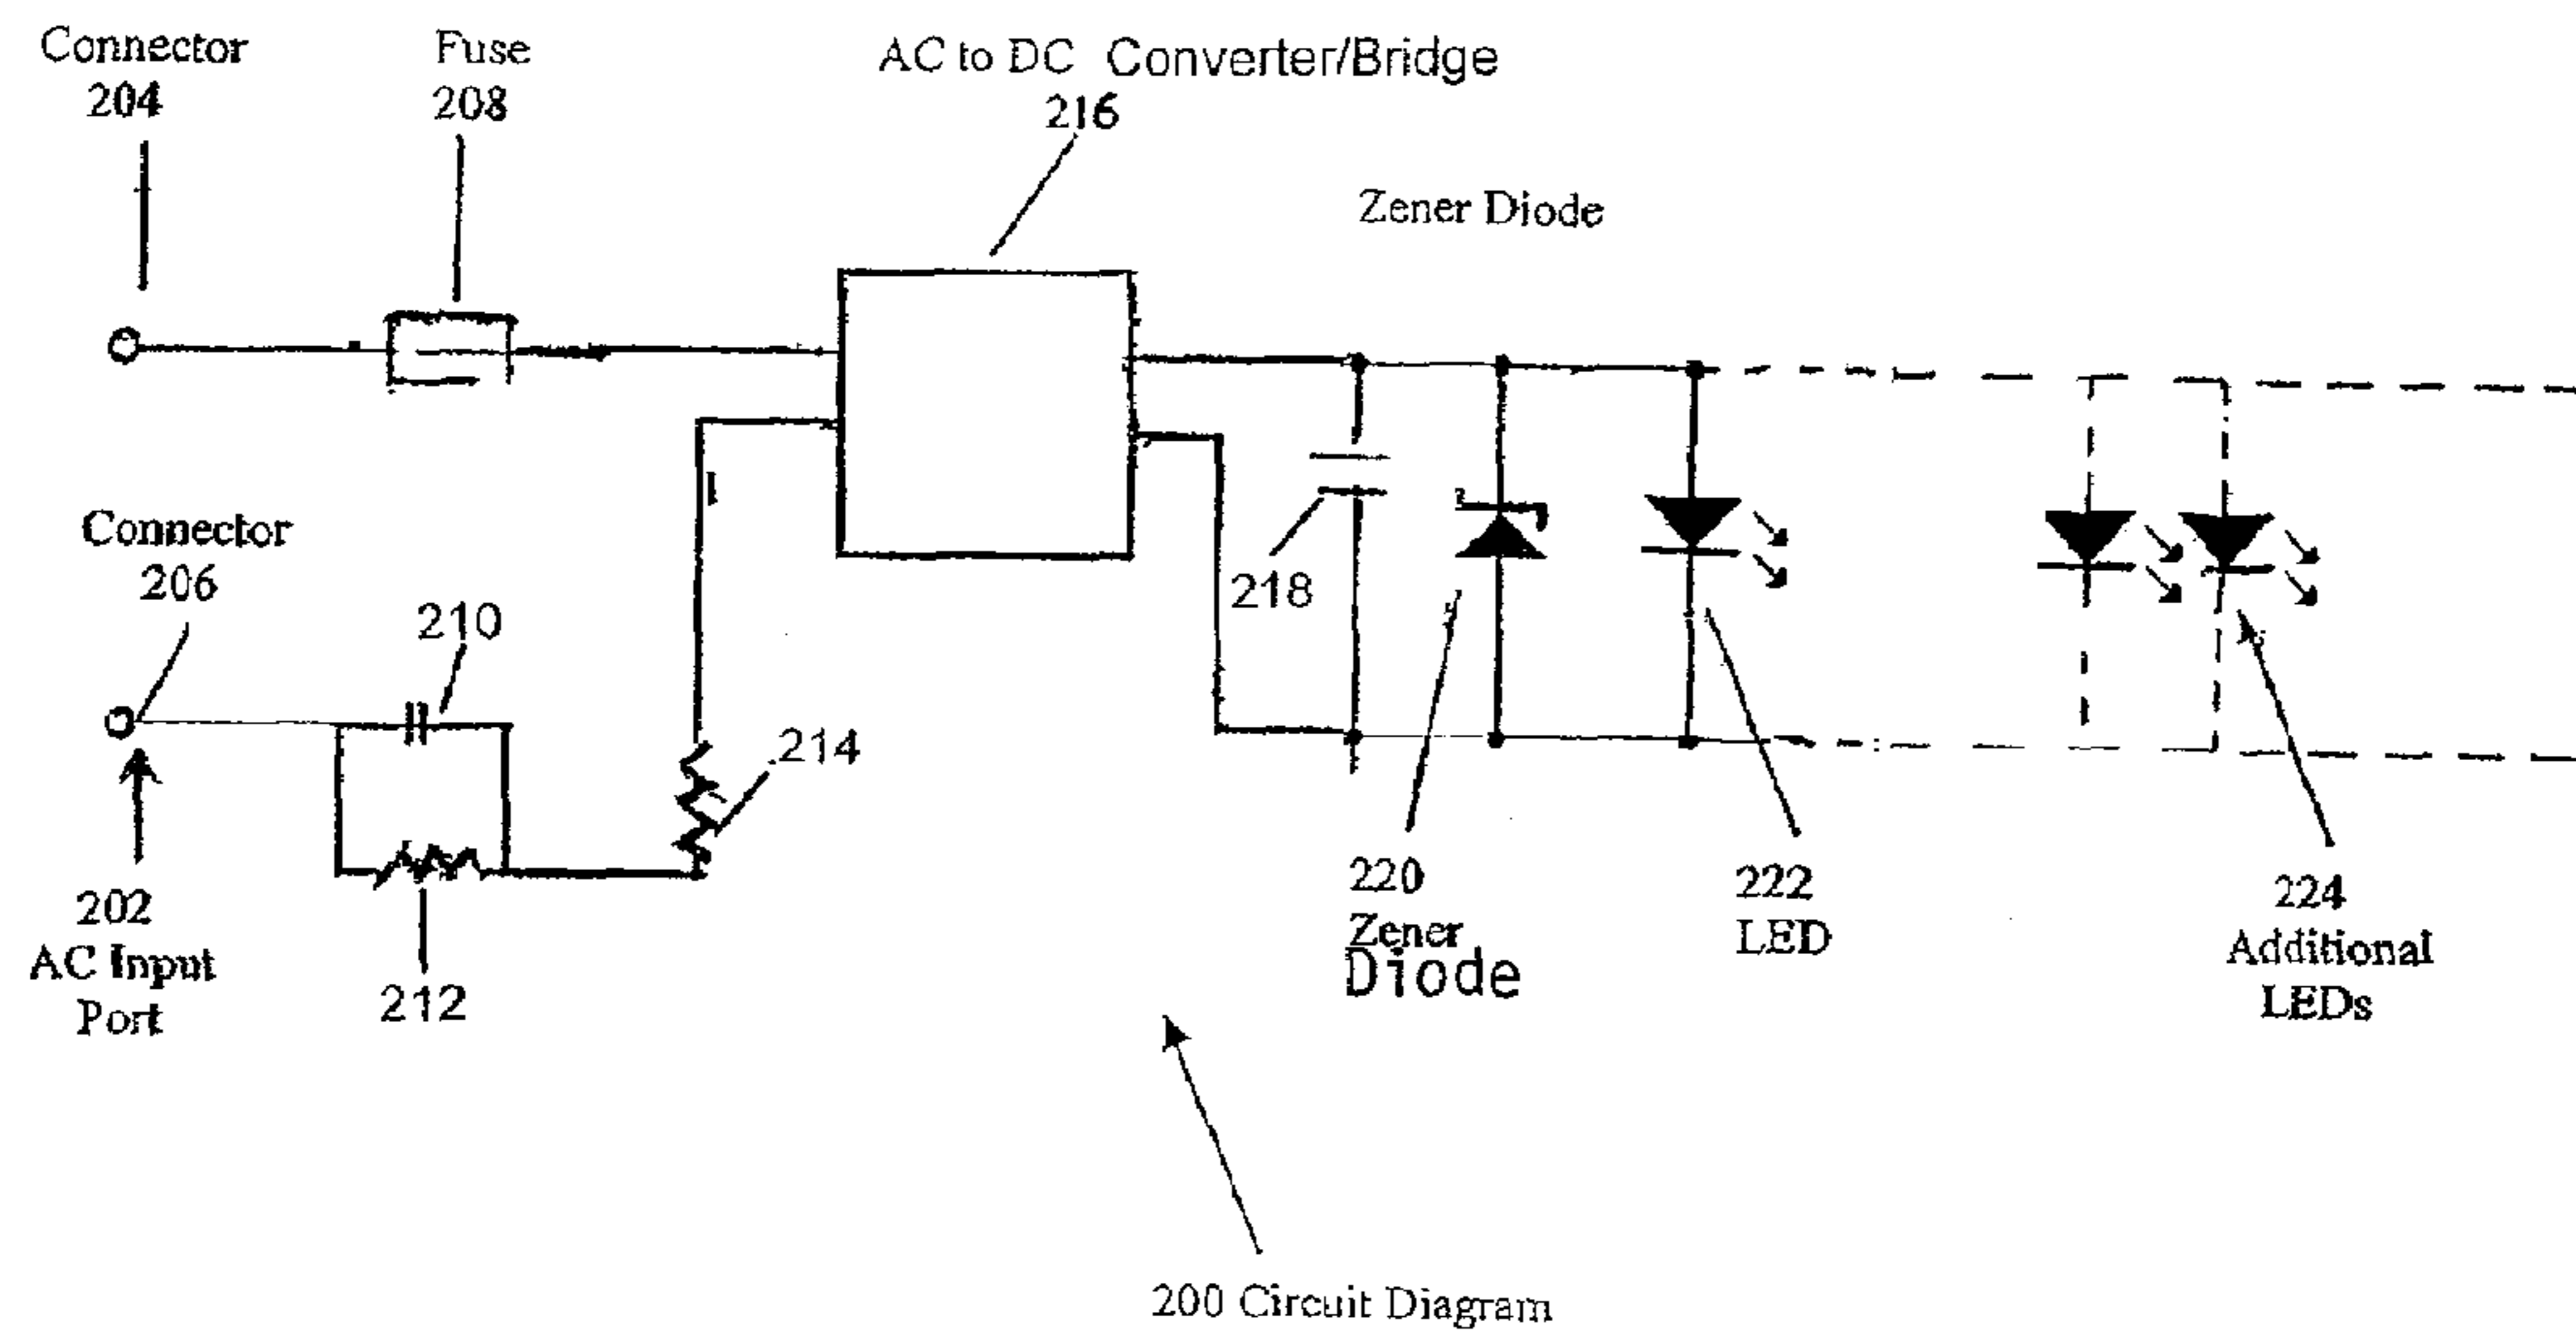 Connector
204
Fuse
208
AC to DC Converter/Bridge
216
Zener Diode
Connector
206
210
218
214
202
AC Input
Port
212
220
Zener
Diode
222
LED
224
Additional
LEDs
200 Circuit Diagram